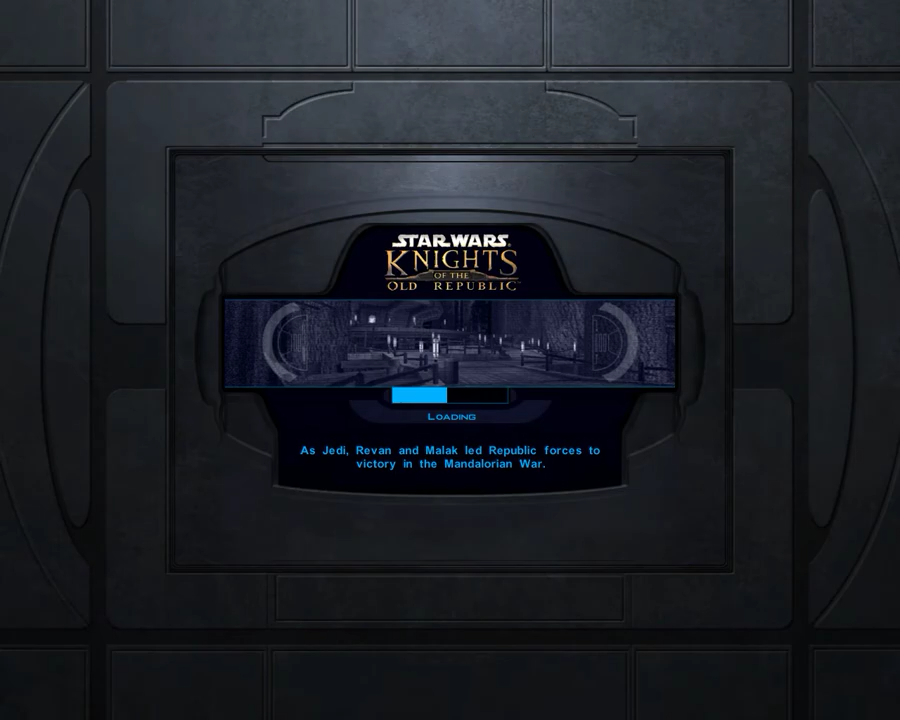 STAR WARS
KNIGHTS
OF THE
OLD REPUBLIC
LOADING
As Jedi, Revan and Malak led Republic forces to
victory in the Mandalorian War.